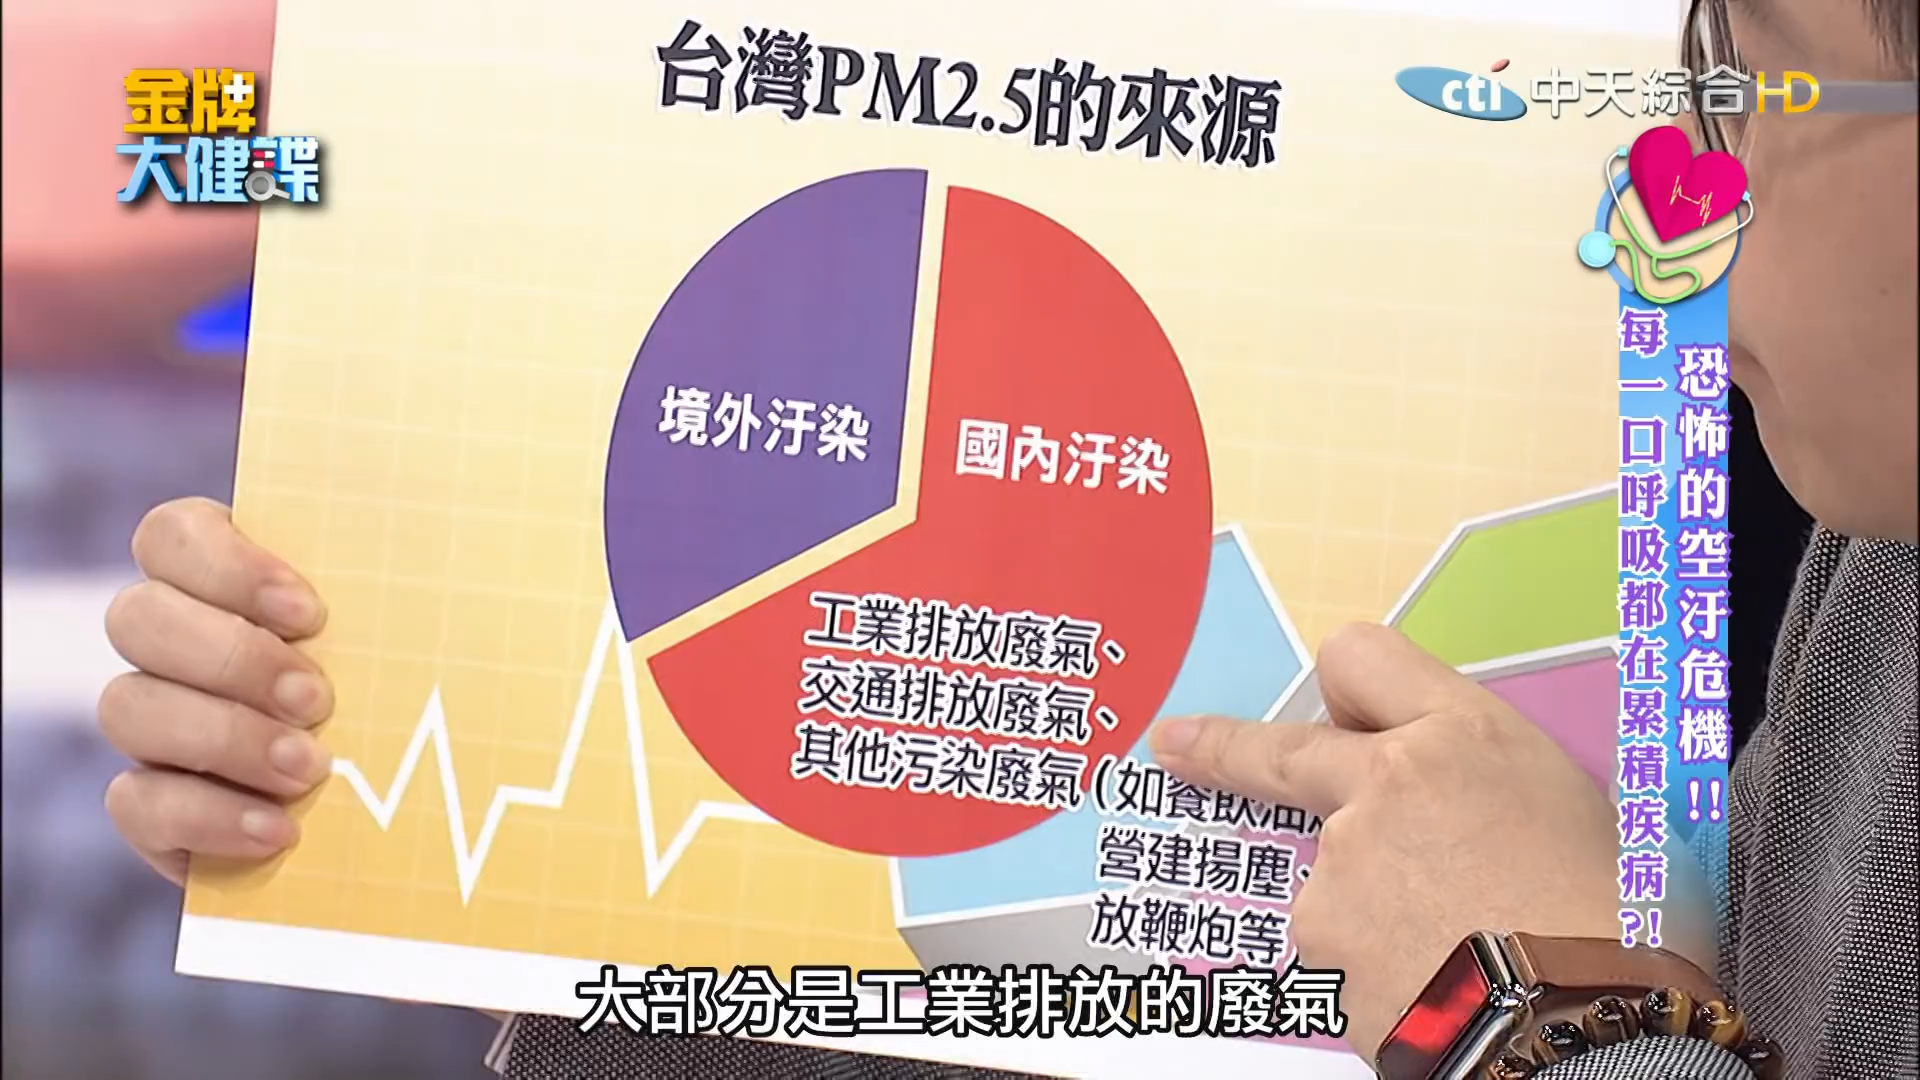 金牌
大健諜
台灣PM2.5的來源
cti 中天綜合HD
恐怖的空汙危機!!
每一口呼吸都在累積疾病?!
境外汙染
國內汙染
工業排放廢氣、
交通排放廢氣、
其他污染廢氣(如餐飲油
營建揚塵、
放鞭炮等
大部分是工業排放的廢氣